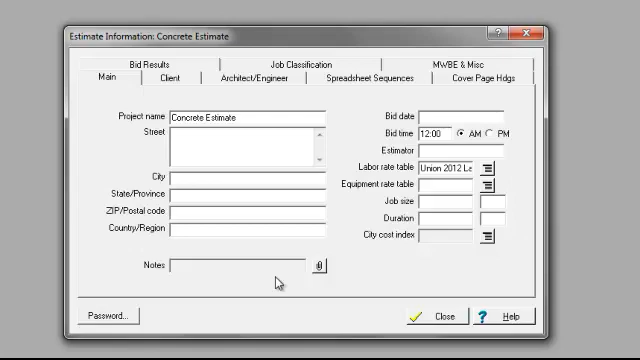 Estimate Information: Concrete Estimate
Bid Results Job Classification MWBE & Misc
Main Client Architect/Engineer Spreadsheet Sequences Cover Page Hdgs
Project name Concrete Estimate
Street
City
State/Province
ZIP/Postal code
Country/Region
Notes
Bid date
Bid time 12:00 AM PM
Estimator
Labor rate table Union 2012 La
Equipment rate table
Job size
Duration
City cost index
Password... Close ? Help